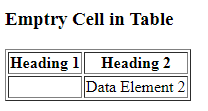 Emptry Cell in Table
Heading 1 Heading 2
Data Element 2